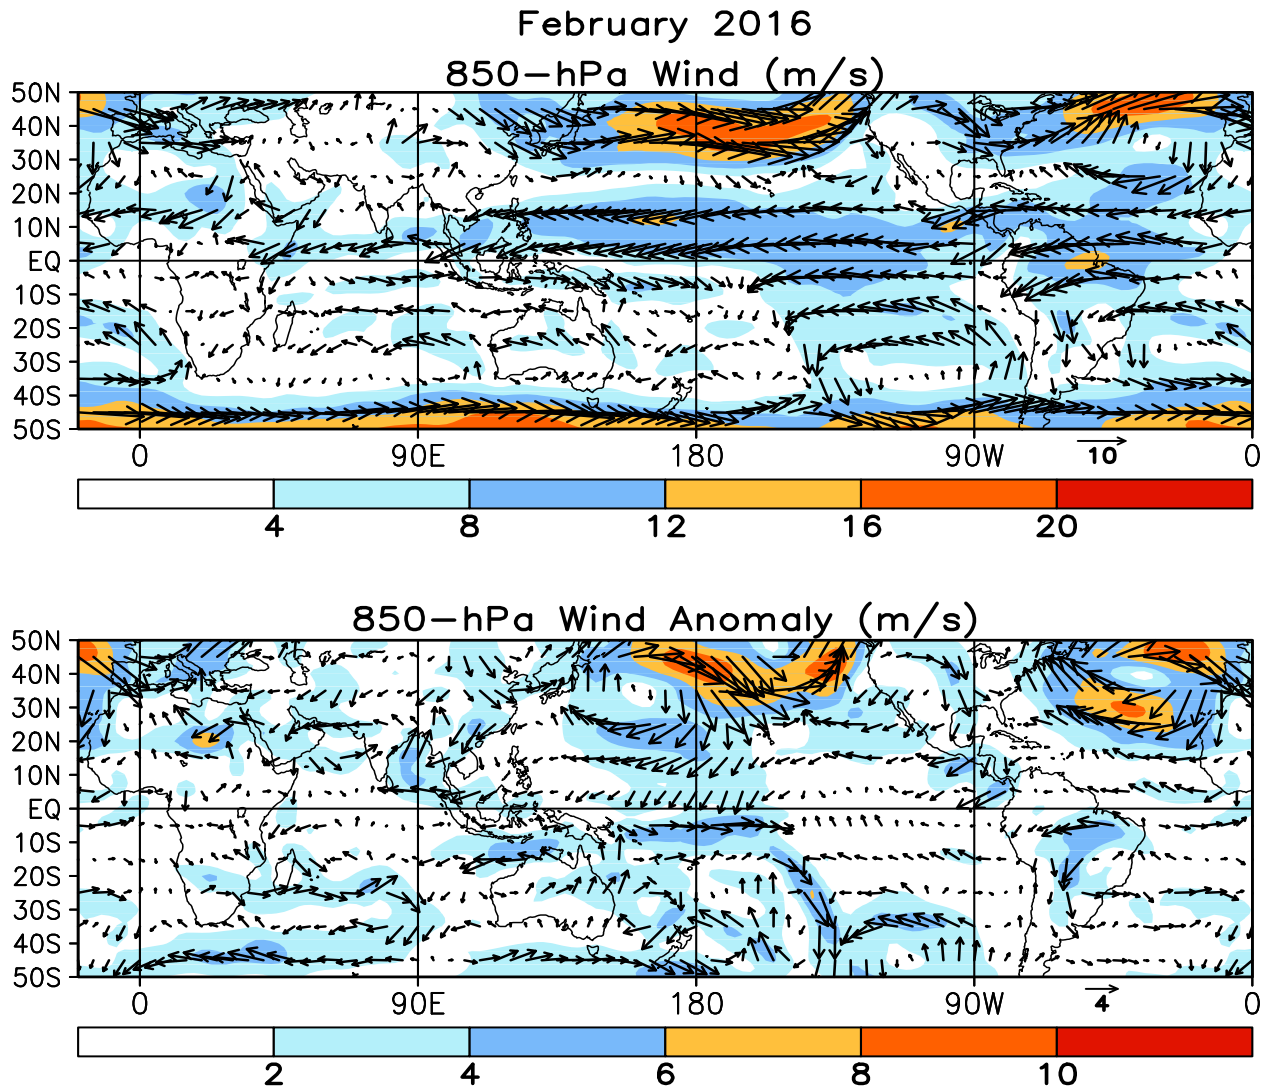 February 2016
850-hPa Wind (m/s)
50N
40N
30N
20N
10N
EQ
10S
20S
30S
40S
50S
0 90E 180 90W 0
10
4 8 12 16 20
850-hPa Wind Anomaly (m/s)
50N
40N
30N
20N
10N
EQ
10S
20S
30S
40S
50S
0 90E 180 90W 0
4
2 4 6 8 10